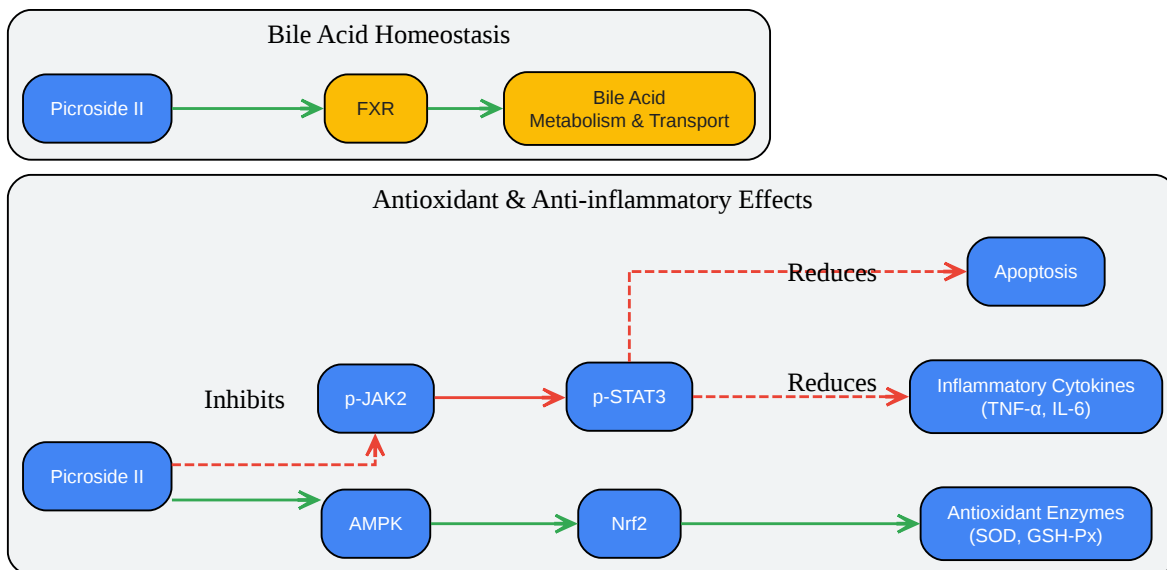 Bile Acid Homeostasis
Picroside II
FXR
Bile Acid
Metabolism & Transport
Antioxidant & Anti-inflammatory Effects
Reduces
Apoptosis
Inhibits
p-JAK2
p-STAT3
Reduces
Inflammatory Cytokines
(TNF-α, IL-6)
Picroside II
AMPK
Nrf2
Antioxidant Enzymes
(SOD, GSH-Px)